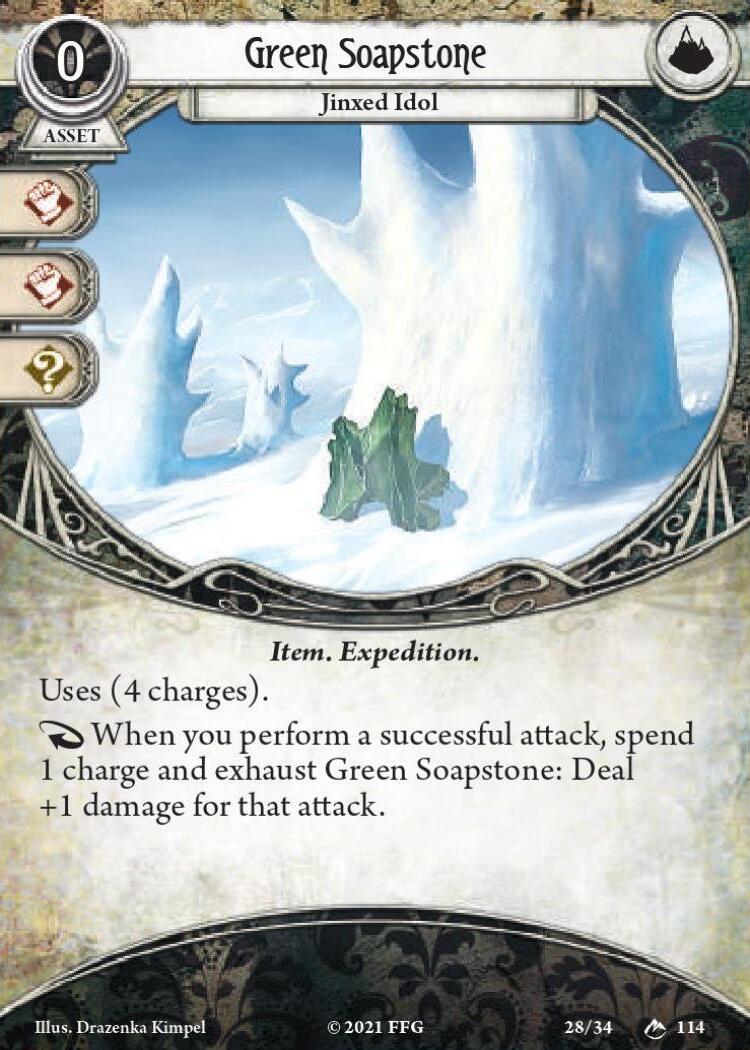 0
Green Soapstone
Jinxed Idol
ASSET
?
Item. Expedition.
Uses (4 charges).
When you perform a successful attack, spend
1 charge and exhaust Green Soapstone: Deal
+1 damage for that attack.
Illus. Drazenka Kimpel
© 2021 FFG
28/34
114